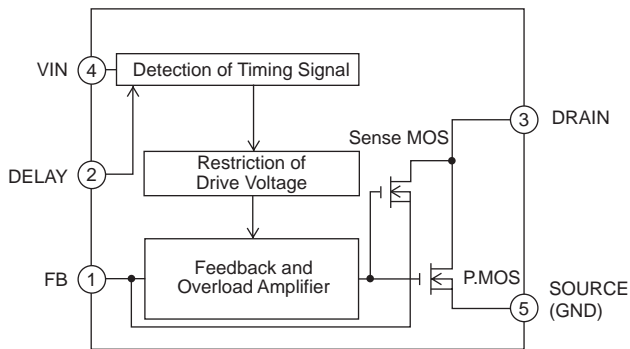 VIN
4
Detection of Timing Signal
3
DRAIN
Sense MOS
DELAY
2
Restriction of
Drive Voltage
FB
1
Feedback and
Overload Amplifier
P.MOS
SOURCE
(GND)
5